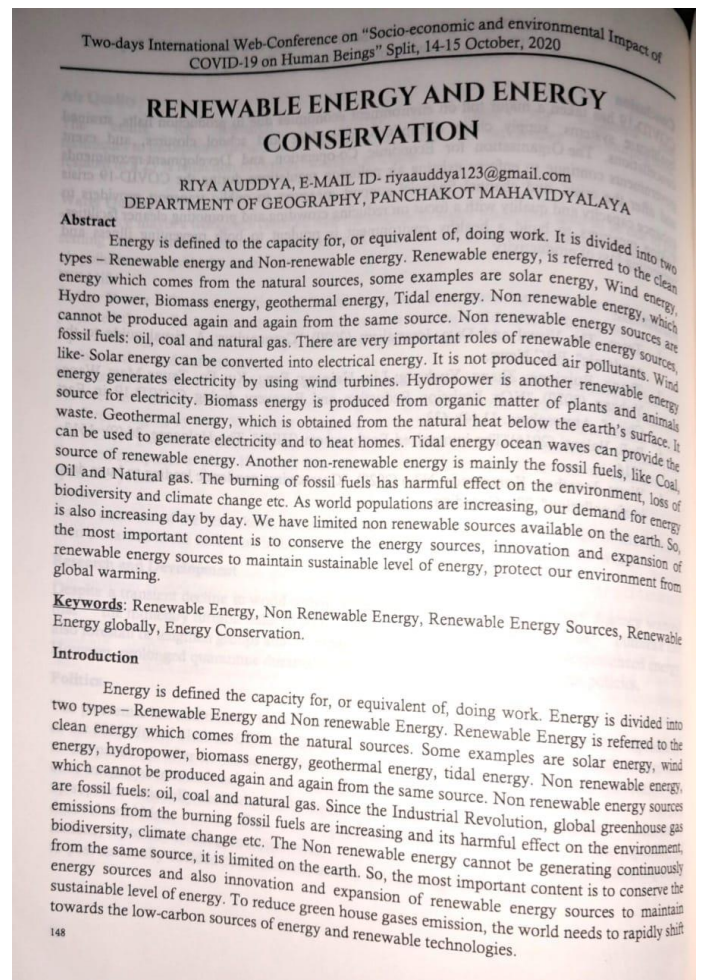 Two-days International Web-Conference on "Socio-economic and environmental Impact of
COVID-19 on Human Beings" Split, 14-15 October, 2020
RENEWABLE ENERGY AND ENERGY
CONSERVATION
RIYA AUDDYA, E-MAIL ID- riyaauddya123@gmail.com
DEPARTMENT OF GEOGRAPHY, PANCHAKOT MAHAVIDYALAYA
Abstract
Energy is defined to the capacity for, or equivalent of, doing work. It is divided into two
types – Renewable energy and Non-renewable energy. Renewable energy, is referred to the clean
energy which comes from the natural sources, some examples are solar energy, Wind energy,
Hydro power, Biomass energy, geothermal energy, Tidal energy. Non renewable energy, which
cannot be produced again and again from the same source. Non renewable energy sources are
fossil fuels: oil, coal and natural gas. There are very important roles of renewable energy sources,
like- Solar energy can be converted into electrical energy. It is not produced air pollutants. Wind
energy generates electricity by using wind turbines. Hydropower is another renewable energy
source for electricity. Biomass energy is produced from organic matter of plants and animals
waste. Geothermal energy, which is obtained from the natural heat below the earth's surface. It
can be used to generate electricity and to heat homes. Tidal energy ocean waves can provide the
source of renewable energy. Another non-renewable energy is mainly the fossil fuels, like Coal,
Oil and Natural gas. The burning of fossil fuels has harmful effect on the environment, loss of
biodiversity and climate change etc. As world populations are increasing, our demand for energy
is also increasing day by day. We have limited non renewable sources available on the earth. So,
the most important content is to conserve the energy sources, innovation and expansion of
renewable energy sources to maintain sustainable level of energy, protect our environment from
global warming.
Keywords: Renewable Energy, Non Renewable Energy, Renewable Energy Sources, Renewable
Energy globally, Energy Conservation.
Introduction
Energy is defined the capacity for, or equivalent of, doing work. Energy is divided into
two types – Renewable Energy and Non renewable Energy. Renewable Energy is referred to the
clean energy which comes from the natural sources. Some examples are solar energy, wind
energy, hydropower, biomass energy, geothermal energy, tidal energy. Non renewable energy,
which cannot be produced again and again from the same source. Non renewable energy sources
are fossil fuels: oil, coal and natural gas. Since the Industrial Revolution, global greenhouse gas
emissions from the burning fossil fuels are increasing and its harmful effect on the environment,
biodiversity, climate change etc. The Non renewable energy cannot be generating continuously
from the same source, it is limited on the earth. So, the most important content is to conserve the
energy sources and also innovation and expansion of renewable energy sources to maintain
sustainable level of energy. To reduce green house gases emission, the world needs to rapidly shift
towards the low-carbon sources of energy and renewable technologies.
148